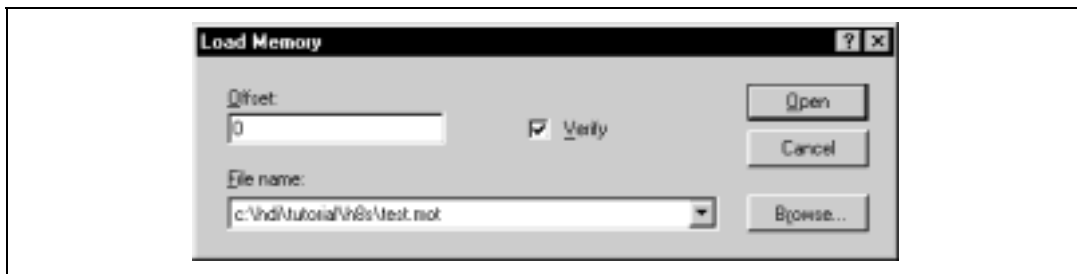 Load Memory
? ×
Offset:
0
Verify
Open
Cancel
File name:
c:\hdi\tutorial\h8s\test.mot
Browse...